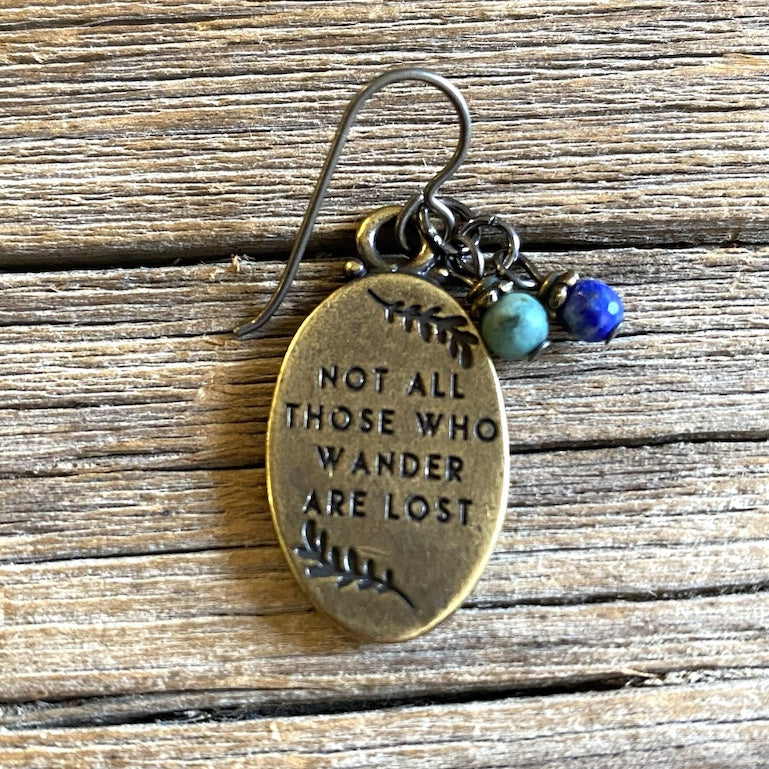 NOT ALL
THOSE WHO
WANDER
ARE LOST